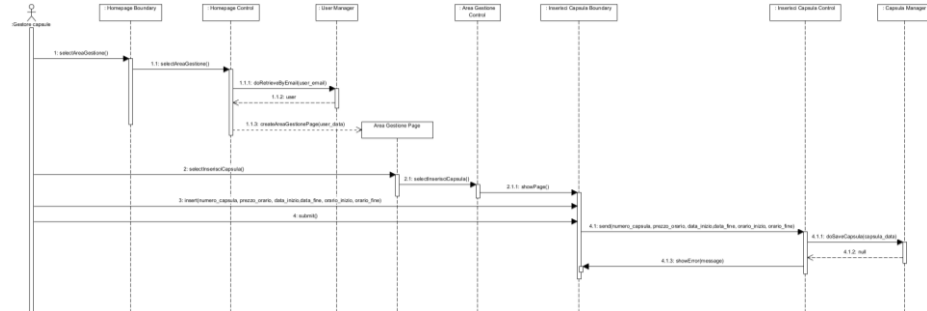 : Homepage Boundary
: Homepage Control
: User Manager
: Area Gestione
Control
: Inserisci Capsula Boundary
: Inserisci Capsula Control
: Capsula Manager
:Gestore capsula
1: selectAreaGestione()
1.1: selectAreaGestione()
1.1.1: doRetrieveByEmail(user_email)
1.1.2: user
1.1.3: createAreaGestionePage(user_data)
Area Gestione Page
2: selectInserisciCapsula()
2.1: selectInserisciCapsula()
2.1.1: showPage()
3: insert(numero_capsula, prezzo_orario, data_inizio,data_fine, orario_inizio, orario_fine)
4: submit()
4.1: send(numero_capsula, prezzo_orario, data_inizio,data_fine, orario_inizio, orario_fine)
4.1.1: doSaveCapsula(capsula_data)
4.1.2: null
4.1.3: showError(message)